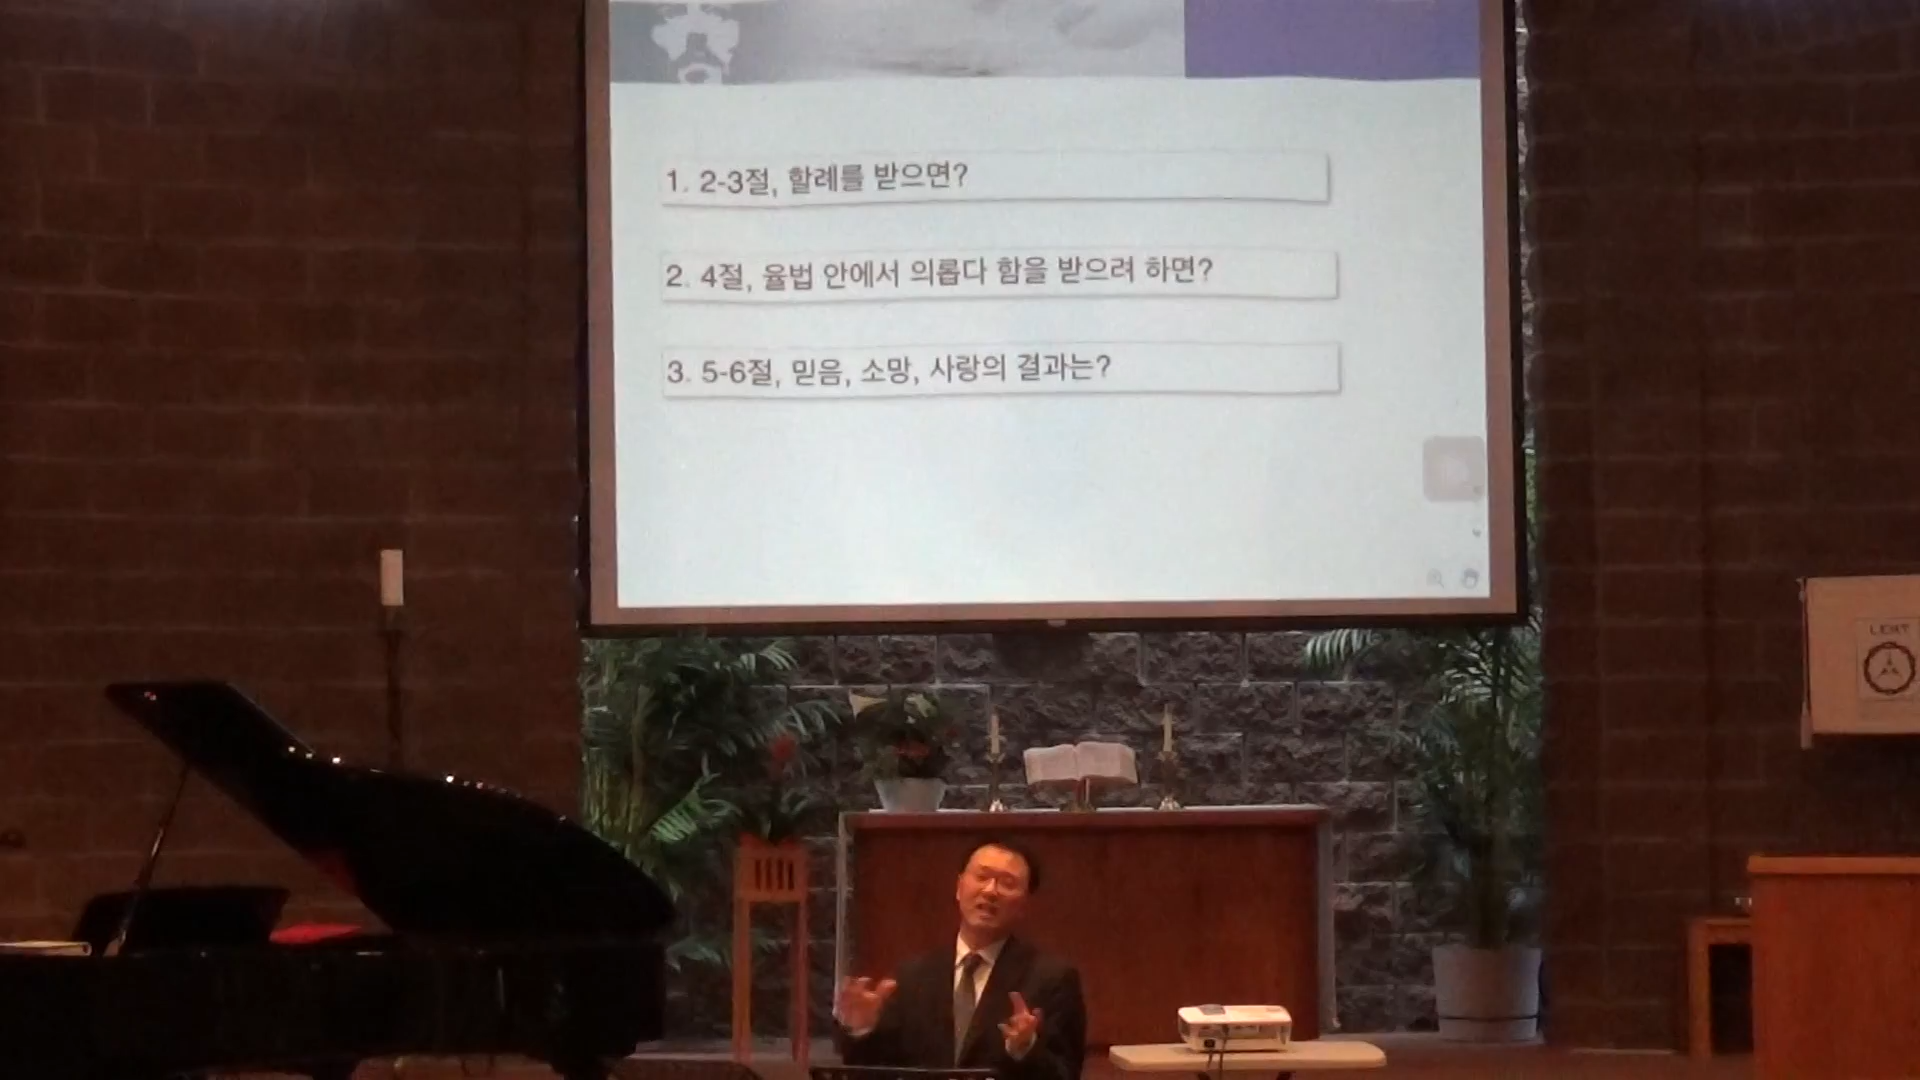 1. 2-3절, 할례를 받으면?
2. 4절, 율법 안에서 의롭다 함을 받으려 하면?
3. 5-6절, 믿음, 소망, 사랑의 결과는?
LENT